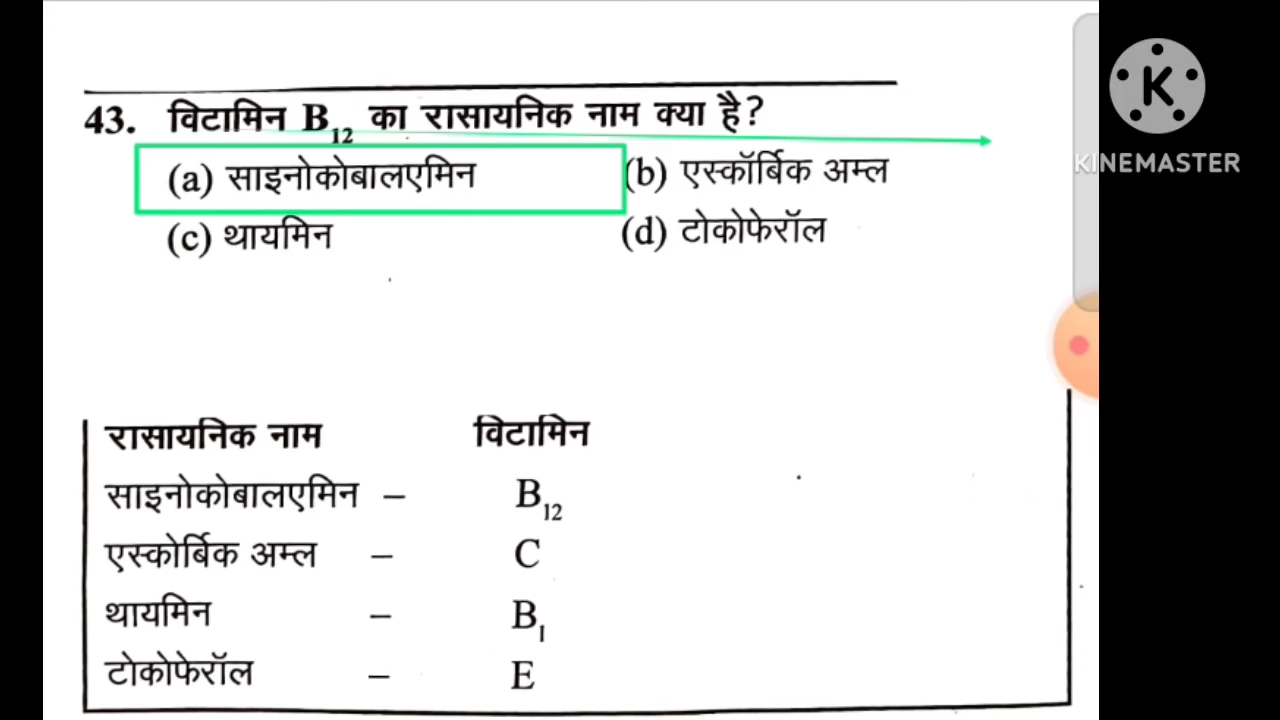 43. विटामिन B12 का रासायनिक नाम क्या है?
(a) साइनोकोबालएमिन (b) एस्कॉर्बिक अम्ल
(c) थायमिन (d) टोकोफेरॉल
KINEMASTER
रासायनिक नाम विटामिन
साइनोकोबालएमिन – B12
एस्कोर्बिक अम्ल – C
थायमिन – B1
टोकोफेरॉल – E